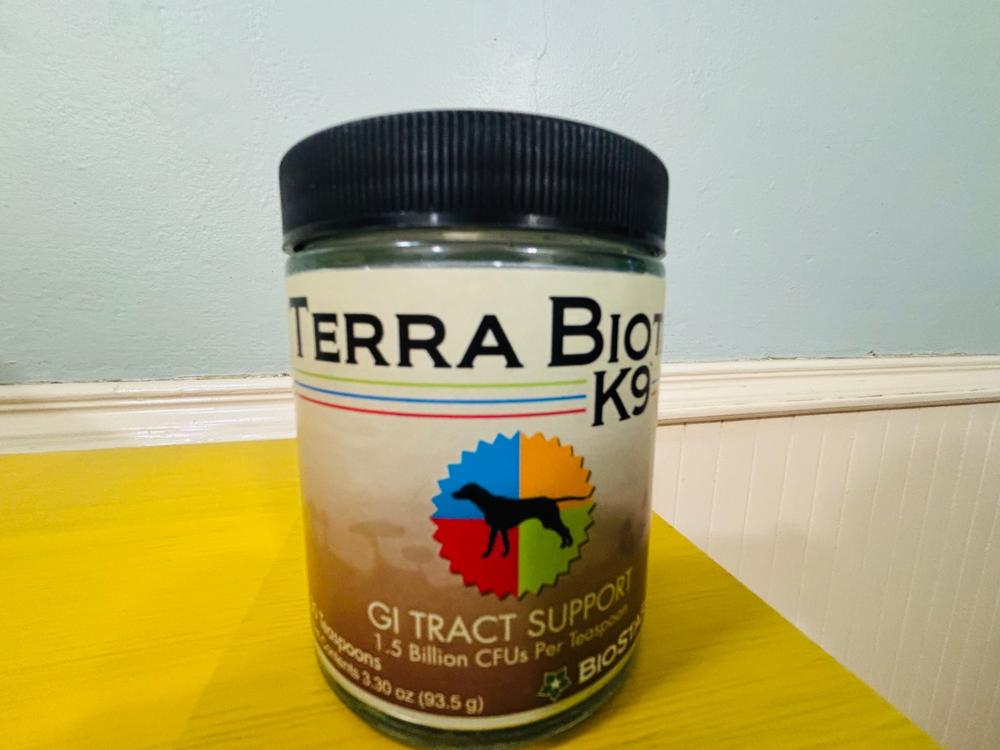 TERRA BIOT
K9
GI TRACT SUPPORT
1.5 Billion CFUs Per Teaspoon
Teaspoons
Contents 3.30 oz (93.5 g)
BIOSTA